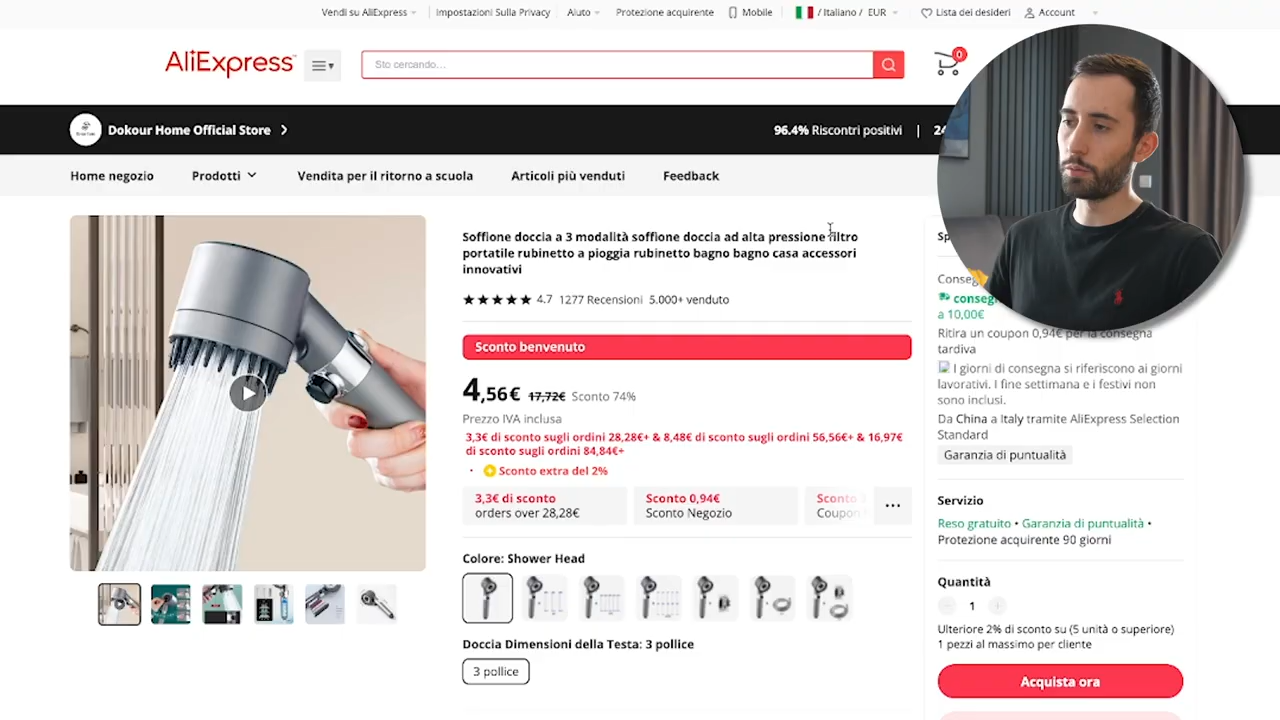 Vendi su AliExpress
Impostazioni Sulla Privacy
Aiuto
Protezione acquirente
Mobile
/ Italiano / EUR
Lista dei desideri
Account
AliExpress
Sto cercando...
0
Dokour Home Official Store
96.4% Riscontri positivi | 24
Home negozio
Prodotti
Vendita per il ritorno a scuola
Articoli più venduti
Feedback
Soffione doccia a 3 modalità soffione doccia ad alta pressione filtro
portatile rubinetto a pioggia rubinetto bagno bagno casa accessori
innovativi
4.7 1277 Recensioni 5.000+ venduto
Sconto benvenuto
4,56€ 17,72€ Sconto 74%
Prezzo IVA inclusa
3,3€ di sconto sugli ordini 28,28€+ & 8,48€ di sconto sugli ordini 56,56€+ & 16,97€
di sconto sugli ordini 84,84€+
Sconto extra del 2%
3,3€ di sconto
orders over 28,28€
Sconto 0,94€
Sconto Negozio
Sconto
Coupon
...
Colore: Shower Head
Doccia Dimensioni della Testa: 3 pollice
3 pollice
a 10,00€
Ritira un coupon 0,94€ per la consegna
tardiva
I giorni di consegna si riferiscono ai giorni
lavorativi. I fine settimana e i festivi non
sono inclusi.
Da China a Italy tramite AliExpress Selection
Standard
Garanzia di puntualità
Servizio
Reso gratuito • Garanzia di puntualità •
Protezione acquirente 90 giorni
Quantità
1
Ulteriore 2% di sconto su (5 unità o superiore)
1 pezzi al massimo per cliente
Acquista ora